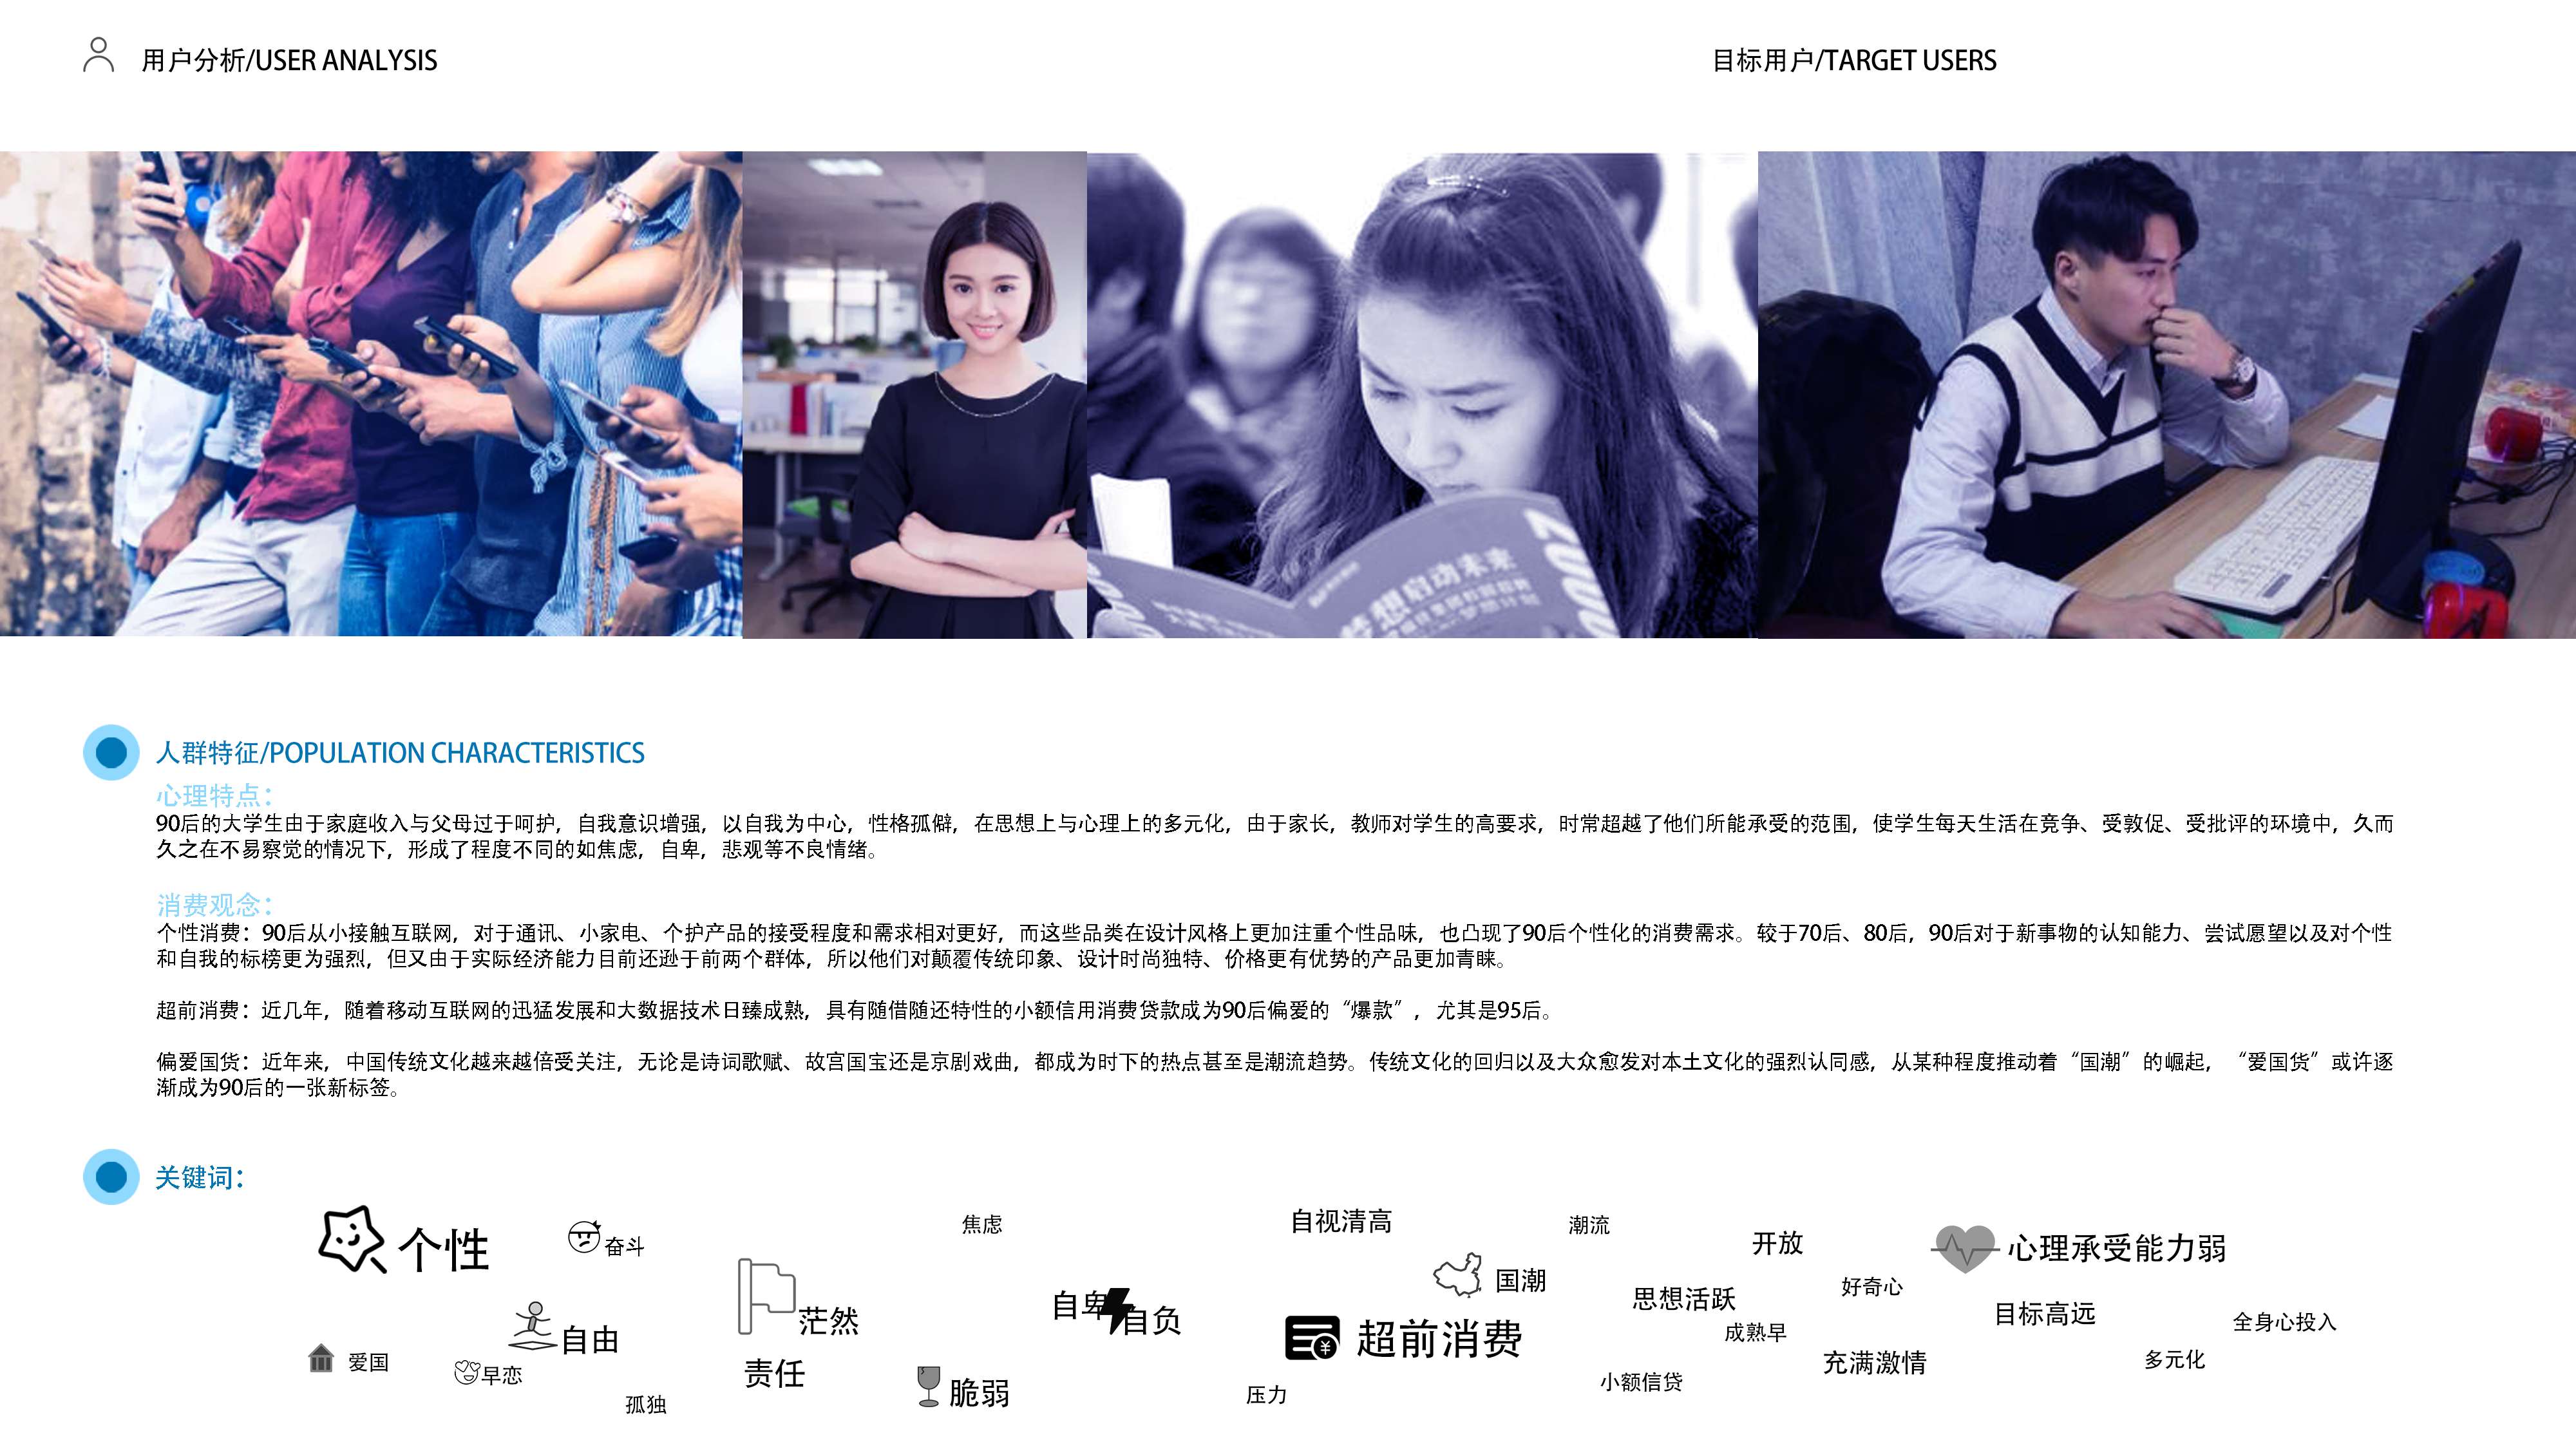 用户分析/USER ANALYSIS
目标用户/TARGET USERS
想启动未来
人群特征/POPULATION CHARACTERISTICS
心理特点：
90后的大学生由于家庭收入与父母过于呵护，自我意识增强，以自我为中心，性格孤僻，在思想上与心理上的多元化，由于家长，教师对学生的高要求，时常超越了他们所能承受的范围，使学生每天生活在竞争、受敦促、受批评的环境中，久而
久之在不易察觉的情况下，形成了程度不同的如焦虑，自卑，悲观等不良情绪。
消费观念：
个性消费：90后从小接触互联网，对于通讯、小家电、个护产品的接受程度和需求相对更好，而这些品类在设计风格上更加注重个性品味，也凸现了90后个性化的消费需求。较于70后、80后，90后对于新事物的认知能力、尝试愿望以及对个性
和自我的标榜更为强烈，但又由于实际经济能力目前还逊于前两个群体，所以他们对颠覆传统印象、设计时尚独特、价格更有优势的产品更加青睐。
超前消费：近几年，随着移动互联网的迅猛发展和大数据技术日臻成熟，具有随借随还特性的小额信用消费贷款成为90后偏爱的“爆款”，尤其是95后。
偏爱国货：近年来，中国传统文化越来越倍受关注，无论是诗词歌赋、故宫国宝还是京剧戏曲，都成为时下的热点甚至是潮流趋势。传统文化的回归以及大众愈发对本土文化的强烈认同感，从某种程度推动着“国潮”的崛起，“爱国货”或许逐
渐成为90后的一张新标签。
关键词：
个性
奋斗
焦虑
自视清高
潮流
开放
心理承受能力弱
国潮
好奇心
思想活跃
自卑
自负
茫然
目标高远
全身心投入
自由
超前消费
¥
成熟早
爱国
早恋
责任
充满激情
多元化
脆弱
小额信贷
压力
孤独